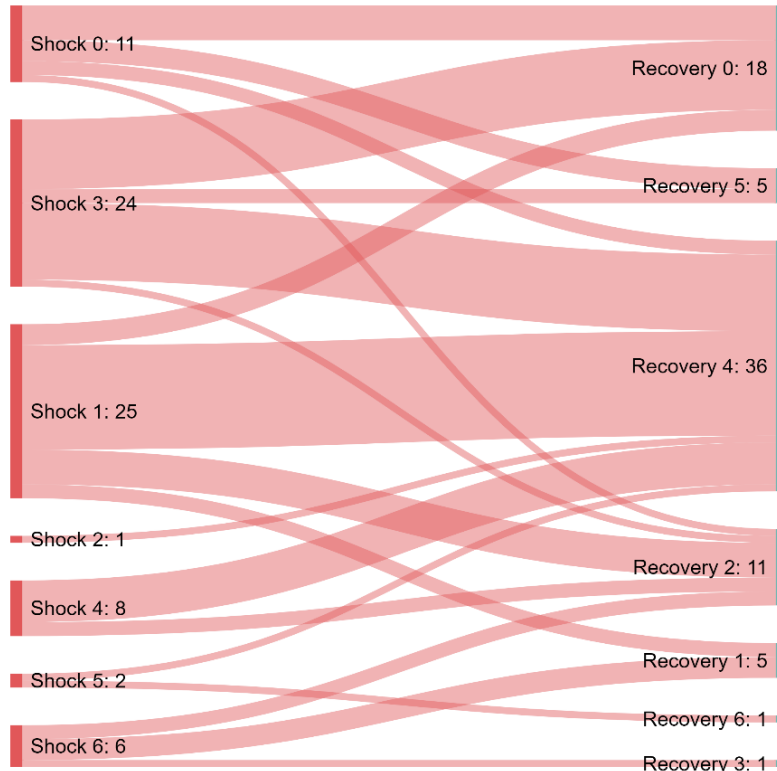 Shock 0: 11
Recovery 0: 18
Recovery 5: 5
Shock 3: 24
Recovery 4: 36
Shock 1: 25
Shock 2: 1
Recovery 2: 11
Shock 4: 8
Recovery 1: 5
Shock 5: 2
Recovery 6: 1
Shock 6: 6
Recovery 3: 1